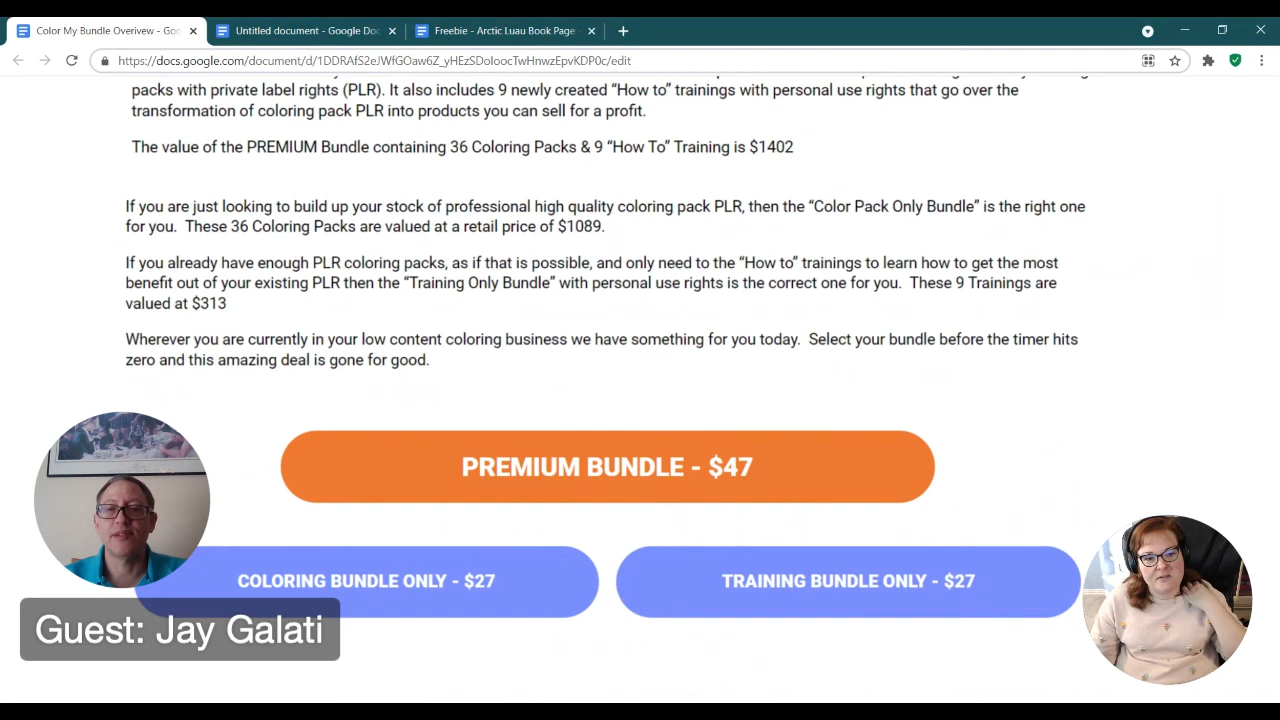 Color My Bundle Overivew - Goo
Untitled document - Google Doc
Freebie - Arctic Luau Book Page -
https://docs.google.com/document/d/1DDRAfS2eJWfGOaw6Z_yHEzSDoIoocTwHnwzEpvKDP0c/edit
packs with private label rights (PLR). It also includes 9 newly created “How to” trainings with personal use rights that go over the
transformation of coloring pack PLR into products you can sell for a profit.
The value of the PREMIUM Bundle containing 36 Coloring Packs & 9 “How To” Training is $1402
If you are just looking to build up your stock of professional high quality coloring pack PLR, then the “Color Pack Only Bundle” is the right one
for you. These 36 Coloring Packs are valued at a retail price of $1089.
If you already have enough PLR coloring packs, as if that is possible, and only need to the “How to” trainings to learn how to get the most
benefit out of your existing PLR then the “Training Only Bundle” with personal use rights is the correct one for you. These 9 Trainings are
valued at $313
Wherever you are currently in your low content coloring business we have something for you today. Select your bundle before the timer hits
zero and this amazing deal is gone for good.
PREMIUM BUNDLE - $47
COLORING BUNDLE ONLY - $27
TRAINING BUNDLE ONLY - $27
Guest: Jay Galati